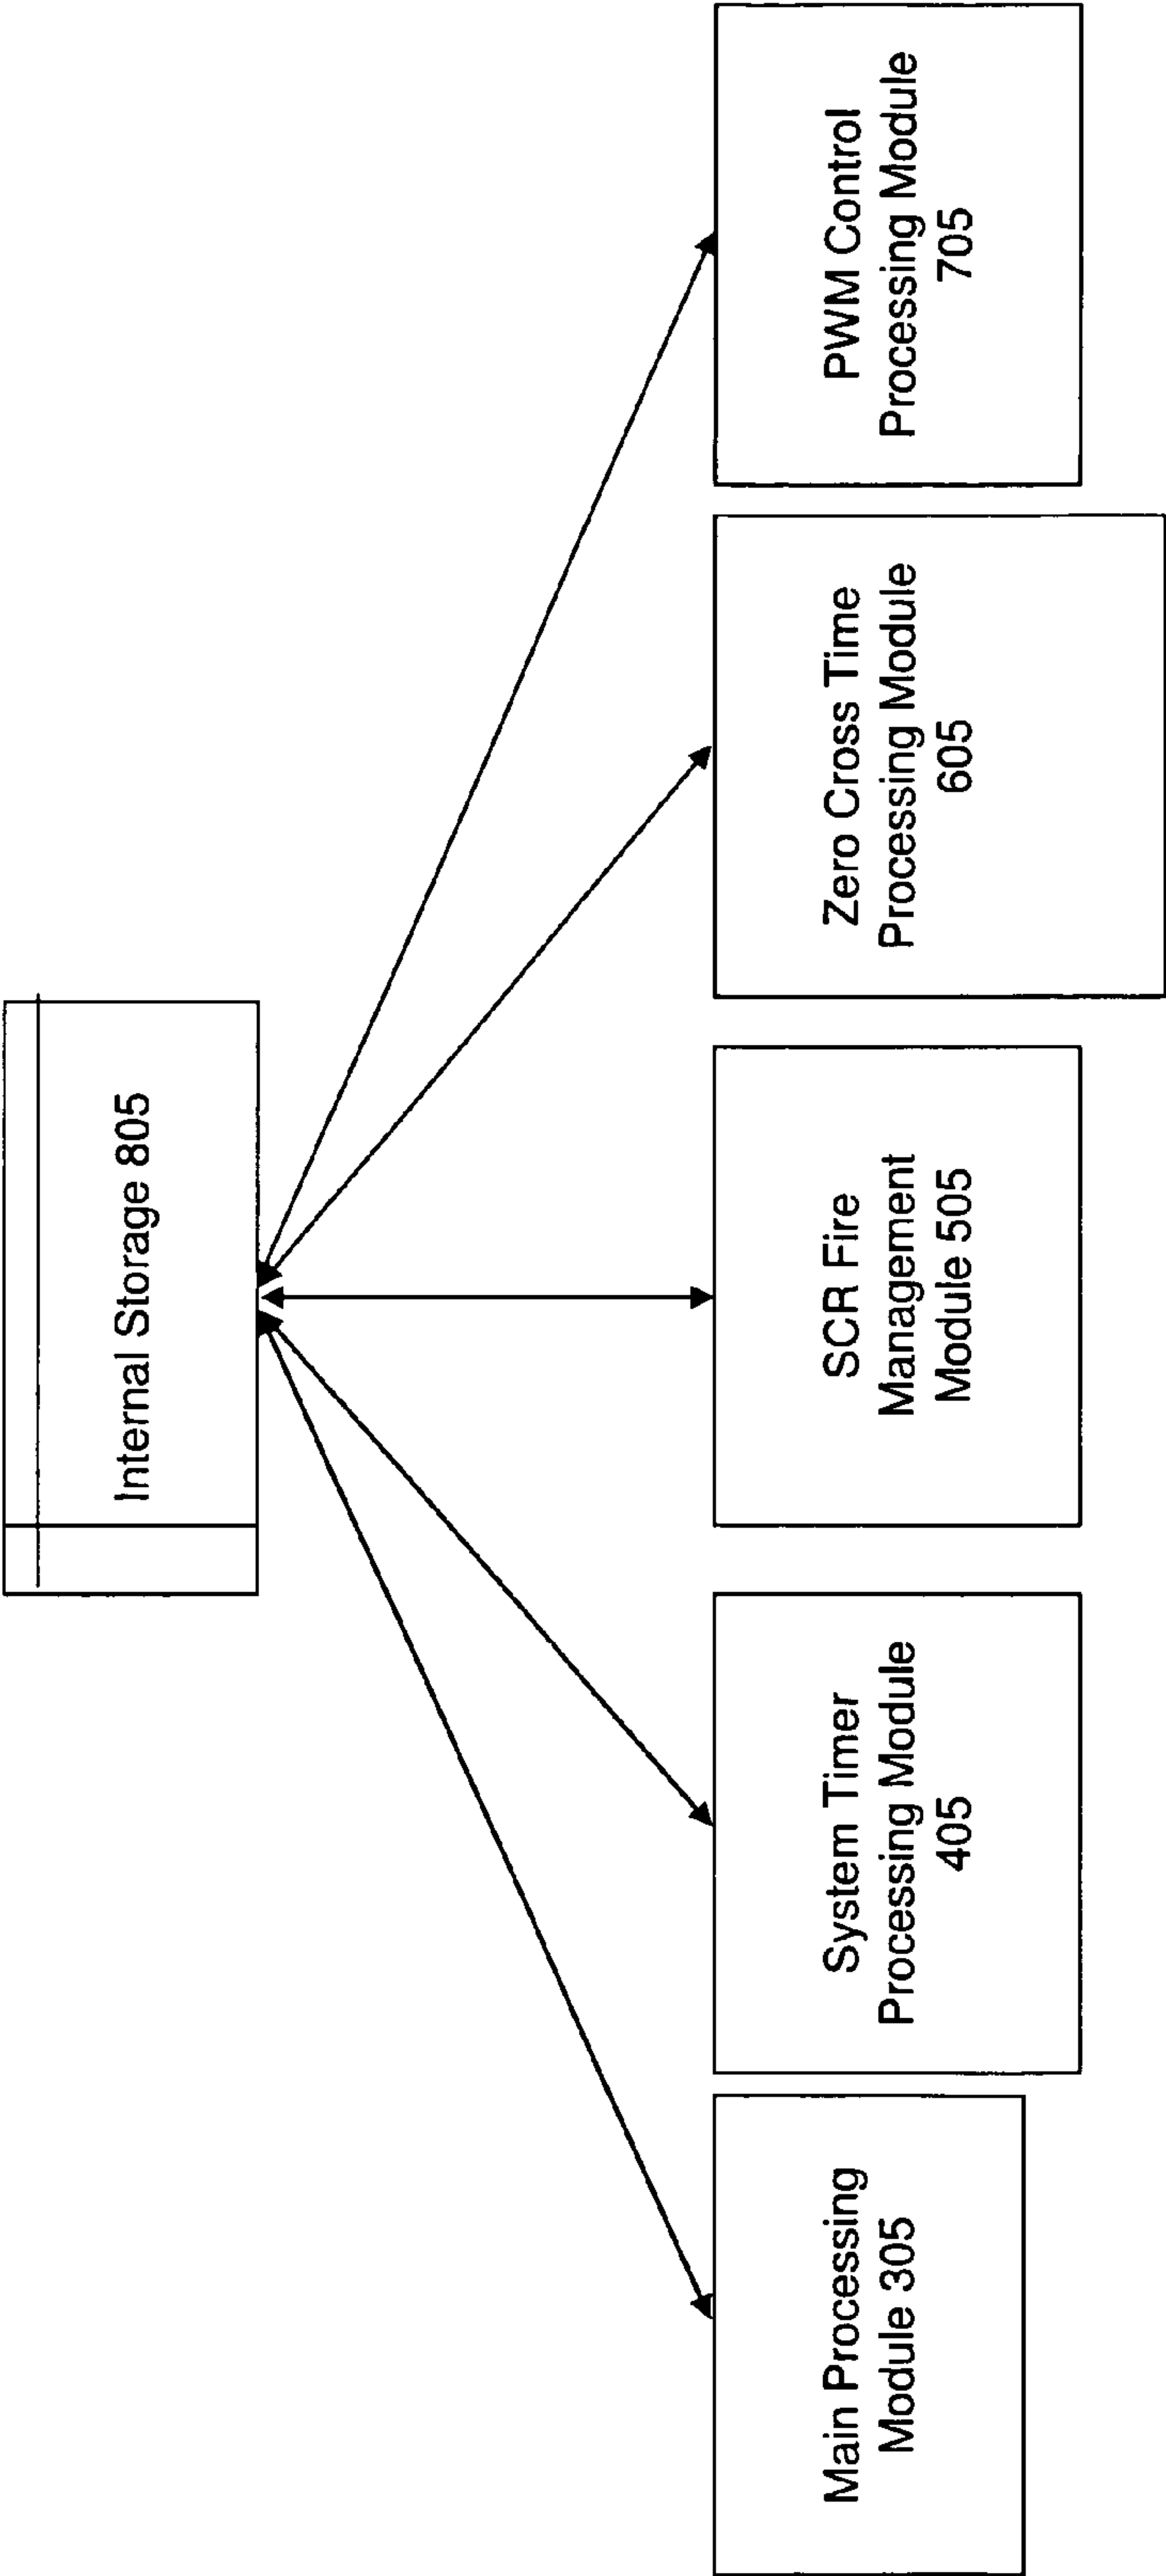 Internal Storage 805
Main Processing
Module 305
System Timer
Processing Module
405
SCR Fire
Management
Module 505
Zero Cross Time
Processing Module
605
PWM Control
Processing Module
705